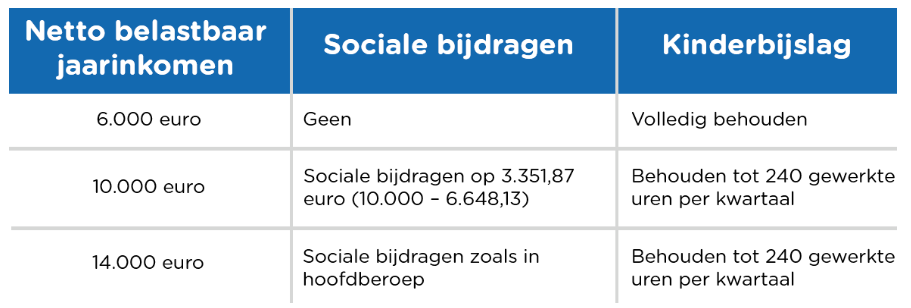 Netto belastbaar
jaarinkomen
Sociale bijdragen
Kinderbijslag
6.000 euro
Geen
Volledig behouden
10.000 euro
Sociale bijdragen op 3.351,87
euro (10.000 – 6.648,13)
Behouden tot 240 gewerkte
uren per kwartaal
14.000 euro
Sociale bijdragen zoals in
hoofdberoep
Behouden tot 240 gewerkte
uren per kwartaal